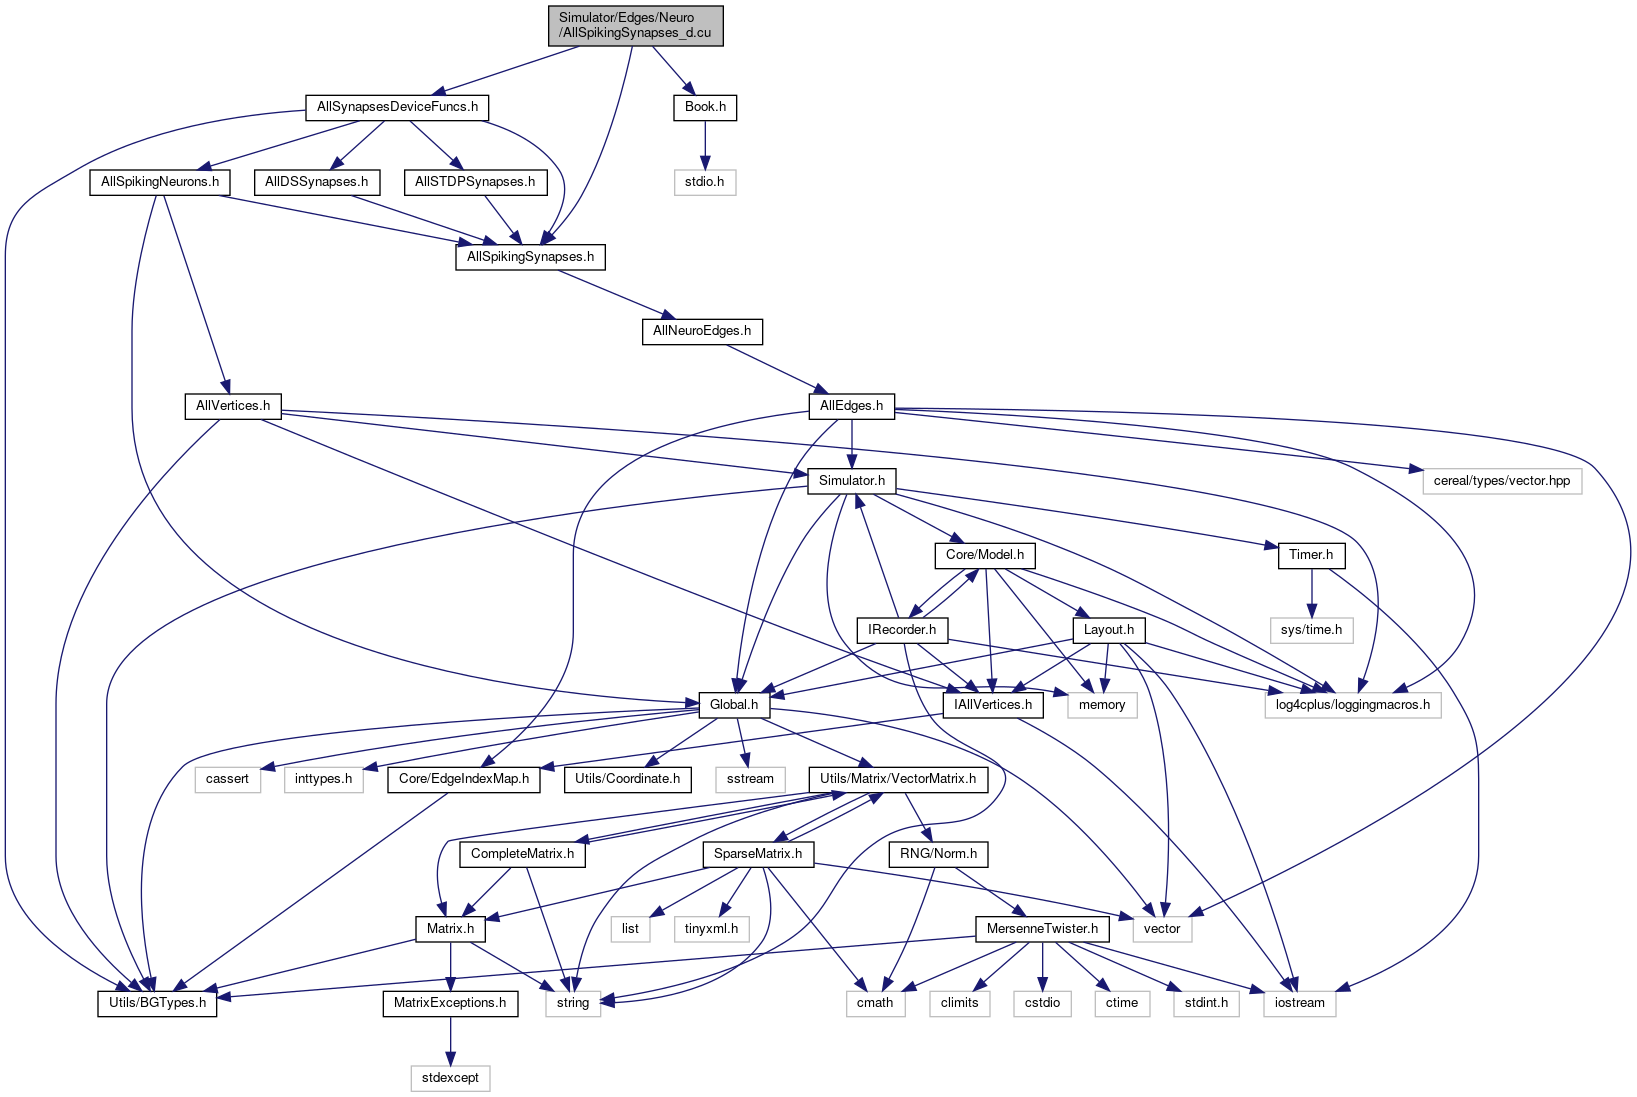 Simulator/Edges/Neuro
/AllSpikingSynapses_d.cu
AllSynapsesDeviceFuncs.h
Book.h
AllSpikingNeurons.h
AllDSSynapses.h
AllSTDPSynapses.h
stdio.h
AllSpikingSynapses.h
AllNeuroEdges.h
AllVertices.h
AllEdges.h
Simulator.h
cereal/types/vector.hpp
Core/Model.h
Timer.h
IRecorder.h
Layout.h
sys/time.h
Global.h
IAllVertices.h
memory
log4cplus/loggingmacros.h
cassert
inttypes.h
Core/EdgeIndexMap.h
Utils/Coordinate.h
sstream
Utils/Matrix/VectorMatrix.h
CompleteMatrix.h
SparseMatrix.h
RNG/Norm.h
Matrix.h
list
tinyxml.h
MersenneTwister.h
vector
Utils/BGTypes.h
MatrixExceptions.h
string
cmath
climits
cstdio
ctime
stdint.h
iostream
stdexcept